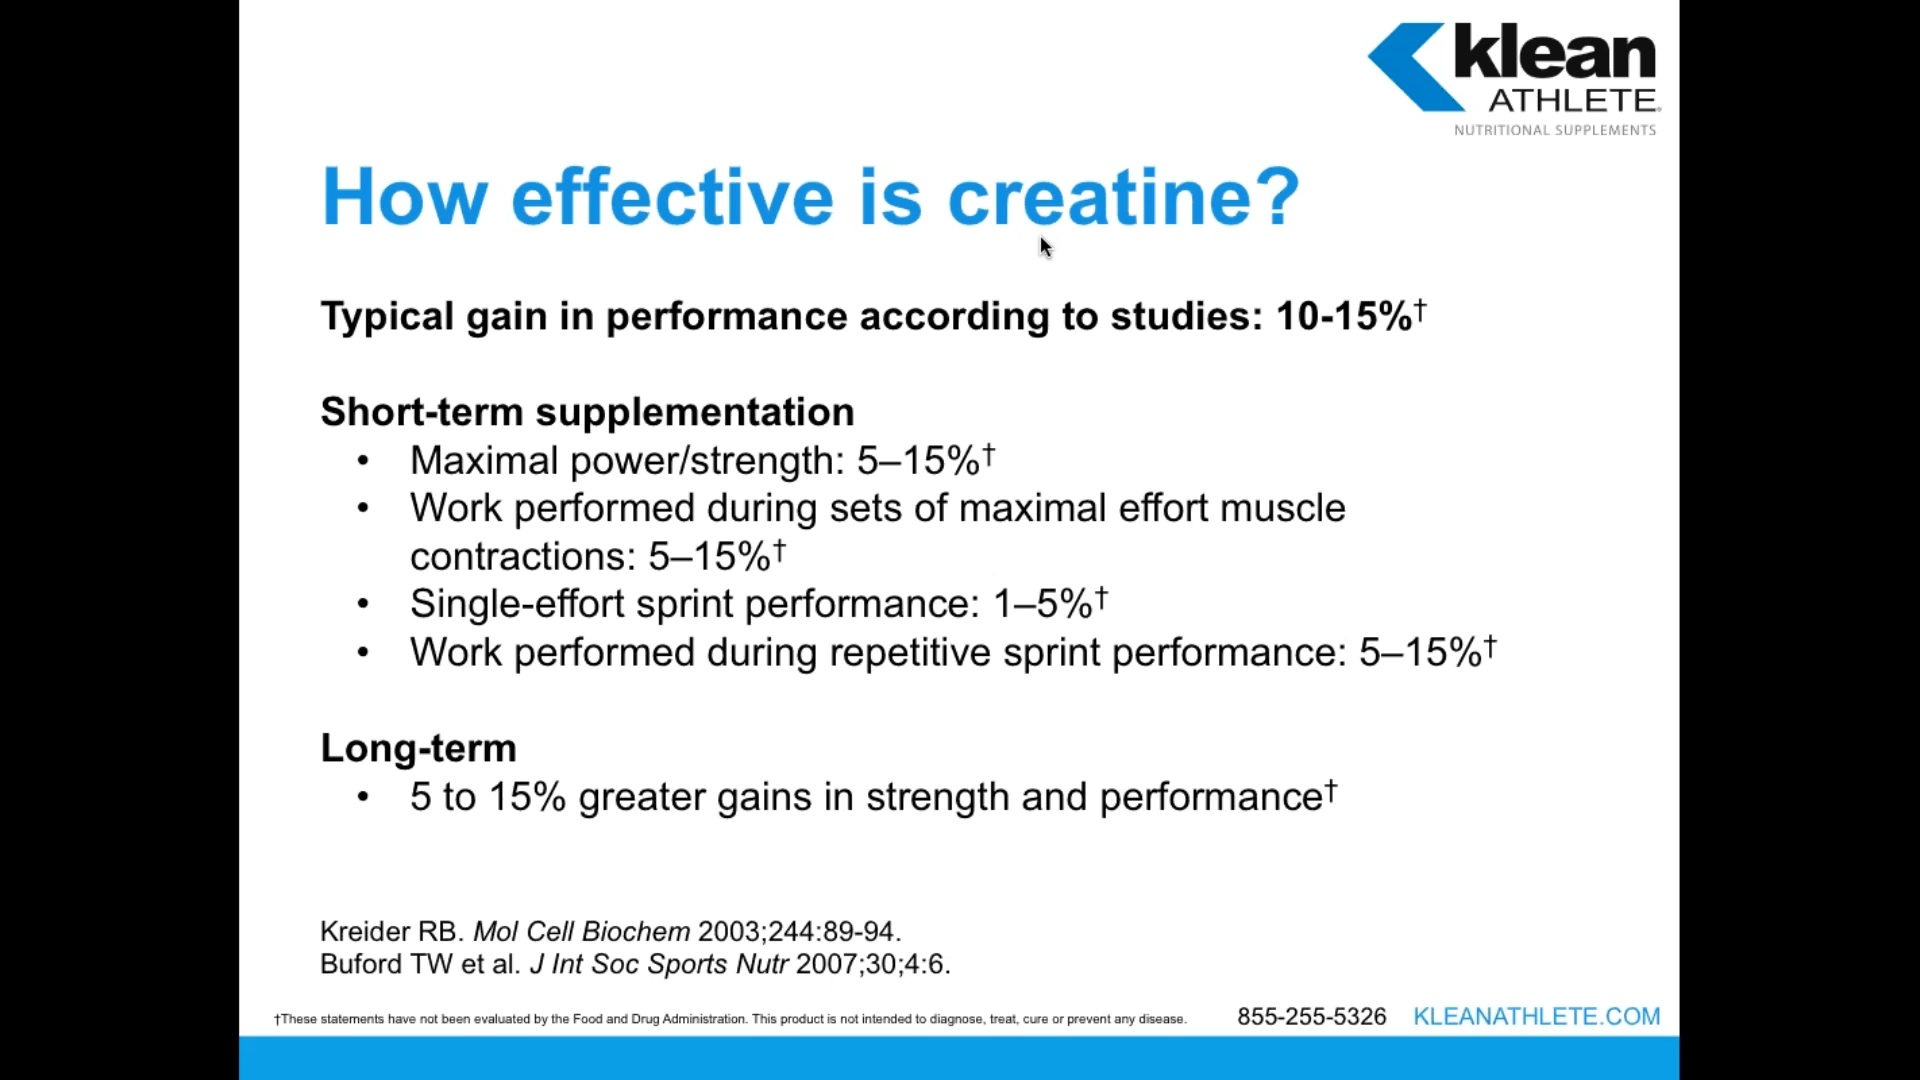 klean
ATHLETE®
NUTRITIONAL SUPPLEMENTS
How effective is creatine?
Typical gain in performance according to studies: 10-15%†
Short-term supplementation
• Maximal power/strength: 5–15%†
• Work performed during sets of maximal effort muscle
contractions: 5–15%†
• Single-effort sprint performance: 1–5%†
• Work performed during repetitive sprint performance: 5–15%†
Long-term
• 5 to 15% greater gains in strength and performance†
Kreider RB. Mol Cell Biochem 2003;244:89-94.
Buford TW et al. J Int Soc Sports Nutr 2007;30;4:6.
†These statements have not been evaluated by the Food and Drug Administration. This product is not intended to diagnose, treat, cure or prevent any disease.
855-255-5326 KLEANATHLETE.COM